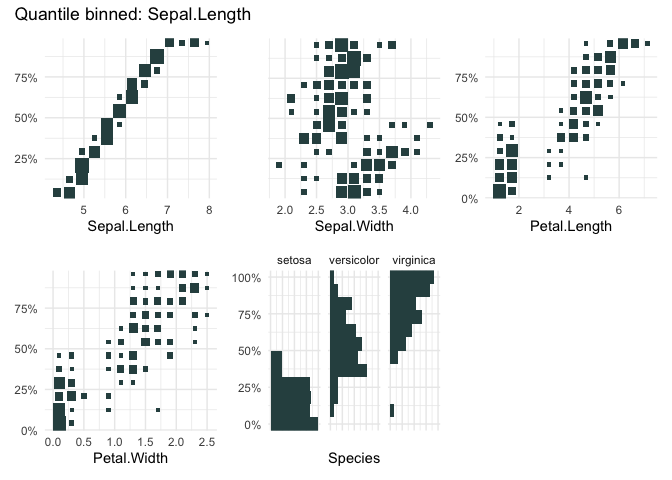 Quantile binned: Sepal.Length
75%
50%
25%
5 6 7 8
Sepal.Length
2.0 2.5 3.0 3.5 4.0
Sepal.Width
75%
50%
25%
0%
2 4 6
Petal.Length
75%
50%
25%
0%
0.0 0.5 1.0 1.5 2.0 2.5
Petal.Width
setosa versicolor virginica
100%
75%
50%
25%
0%
Species